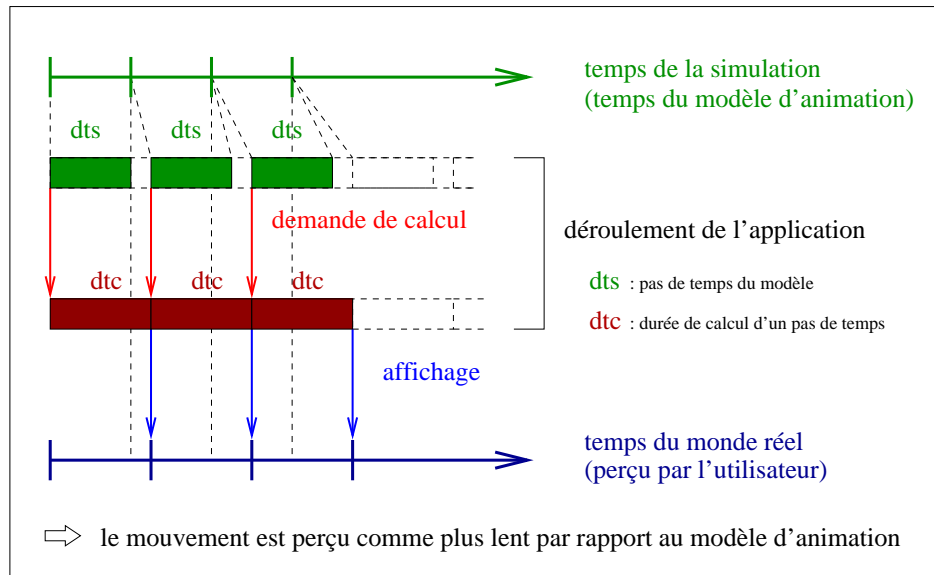 temps de la simulation
(temps du modèle d'animation)
dts dts dts
demande de calcul
déroulement de l'application
dtc dtc dtc
dts : pas de temps du modèle
dtc : durée de calcul d'un pas de temps
affichage
temps du monde réel
(perçu par l'utilisateur)
le mouvement est perçu comme plus lent par rapport au modèle d'animation